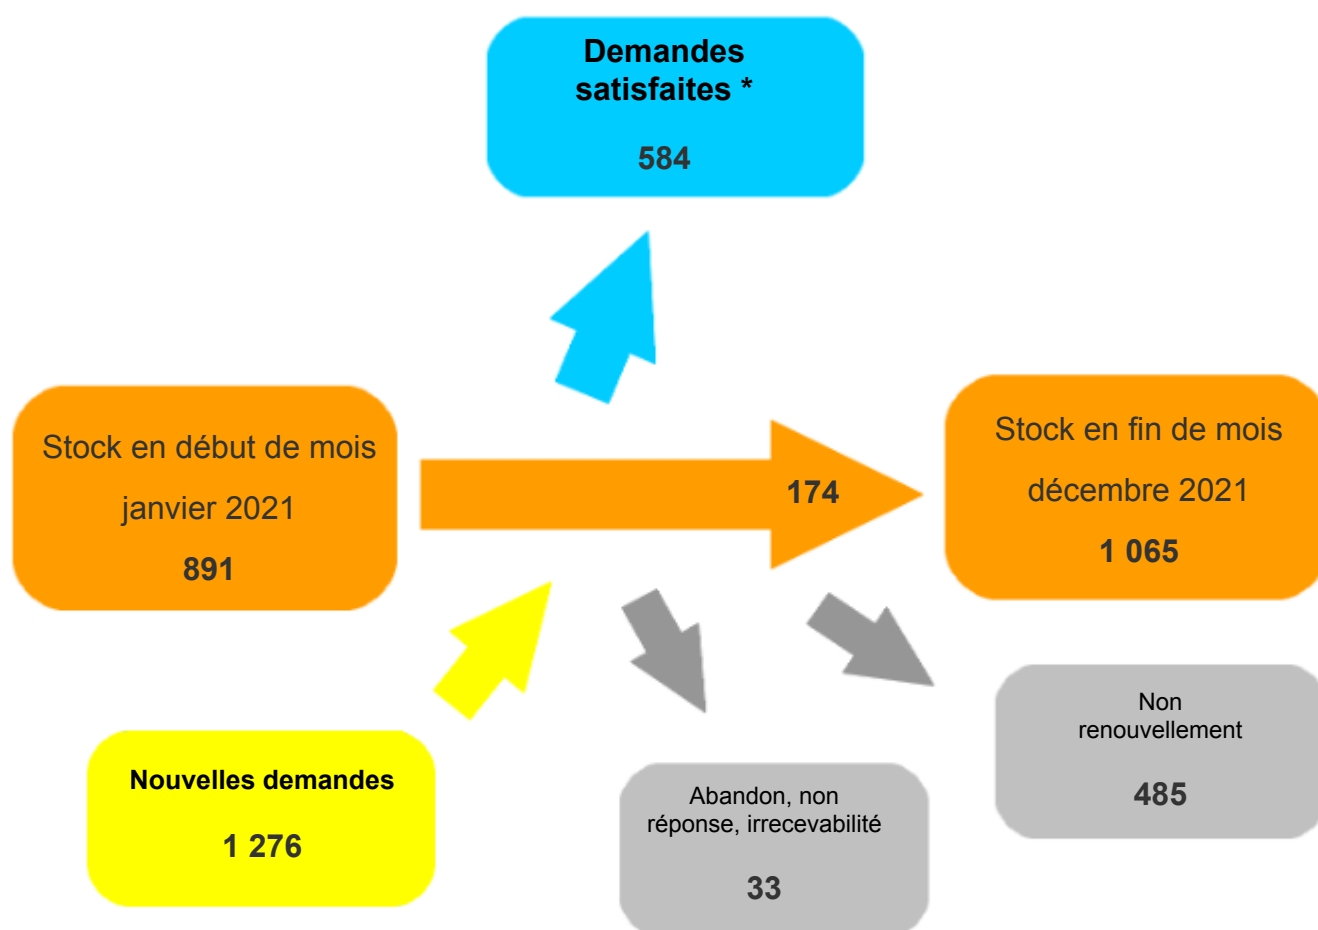 Demandes
satisfaites *
584
Stock en début de mois
janvier 2021
891
174
Stock en fin de mois
décembre 2021
1 065
Nouvelles demandes
1 276
Abandon, non
réponse, irrecevabilité
33
Non
renouvellement
485